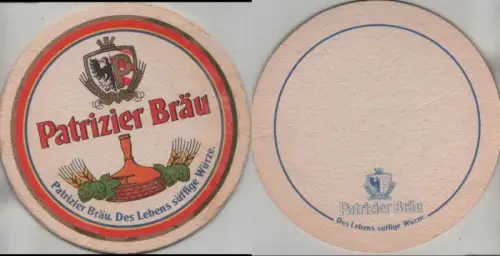 P
Patrizier Bräu
Patrizier Bräu. Des Lebens süffige Würze.
P
Patrizier Bräu
Des Lebens süffige Würze.